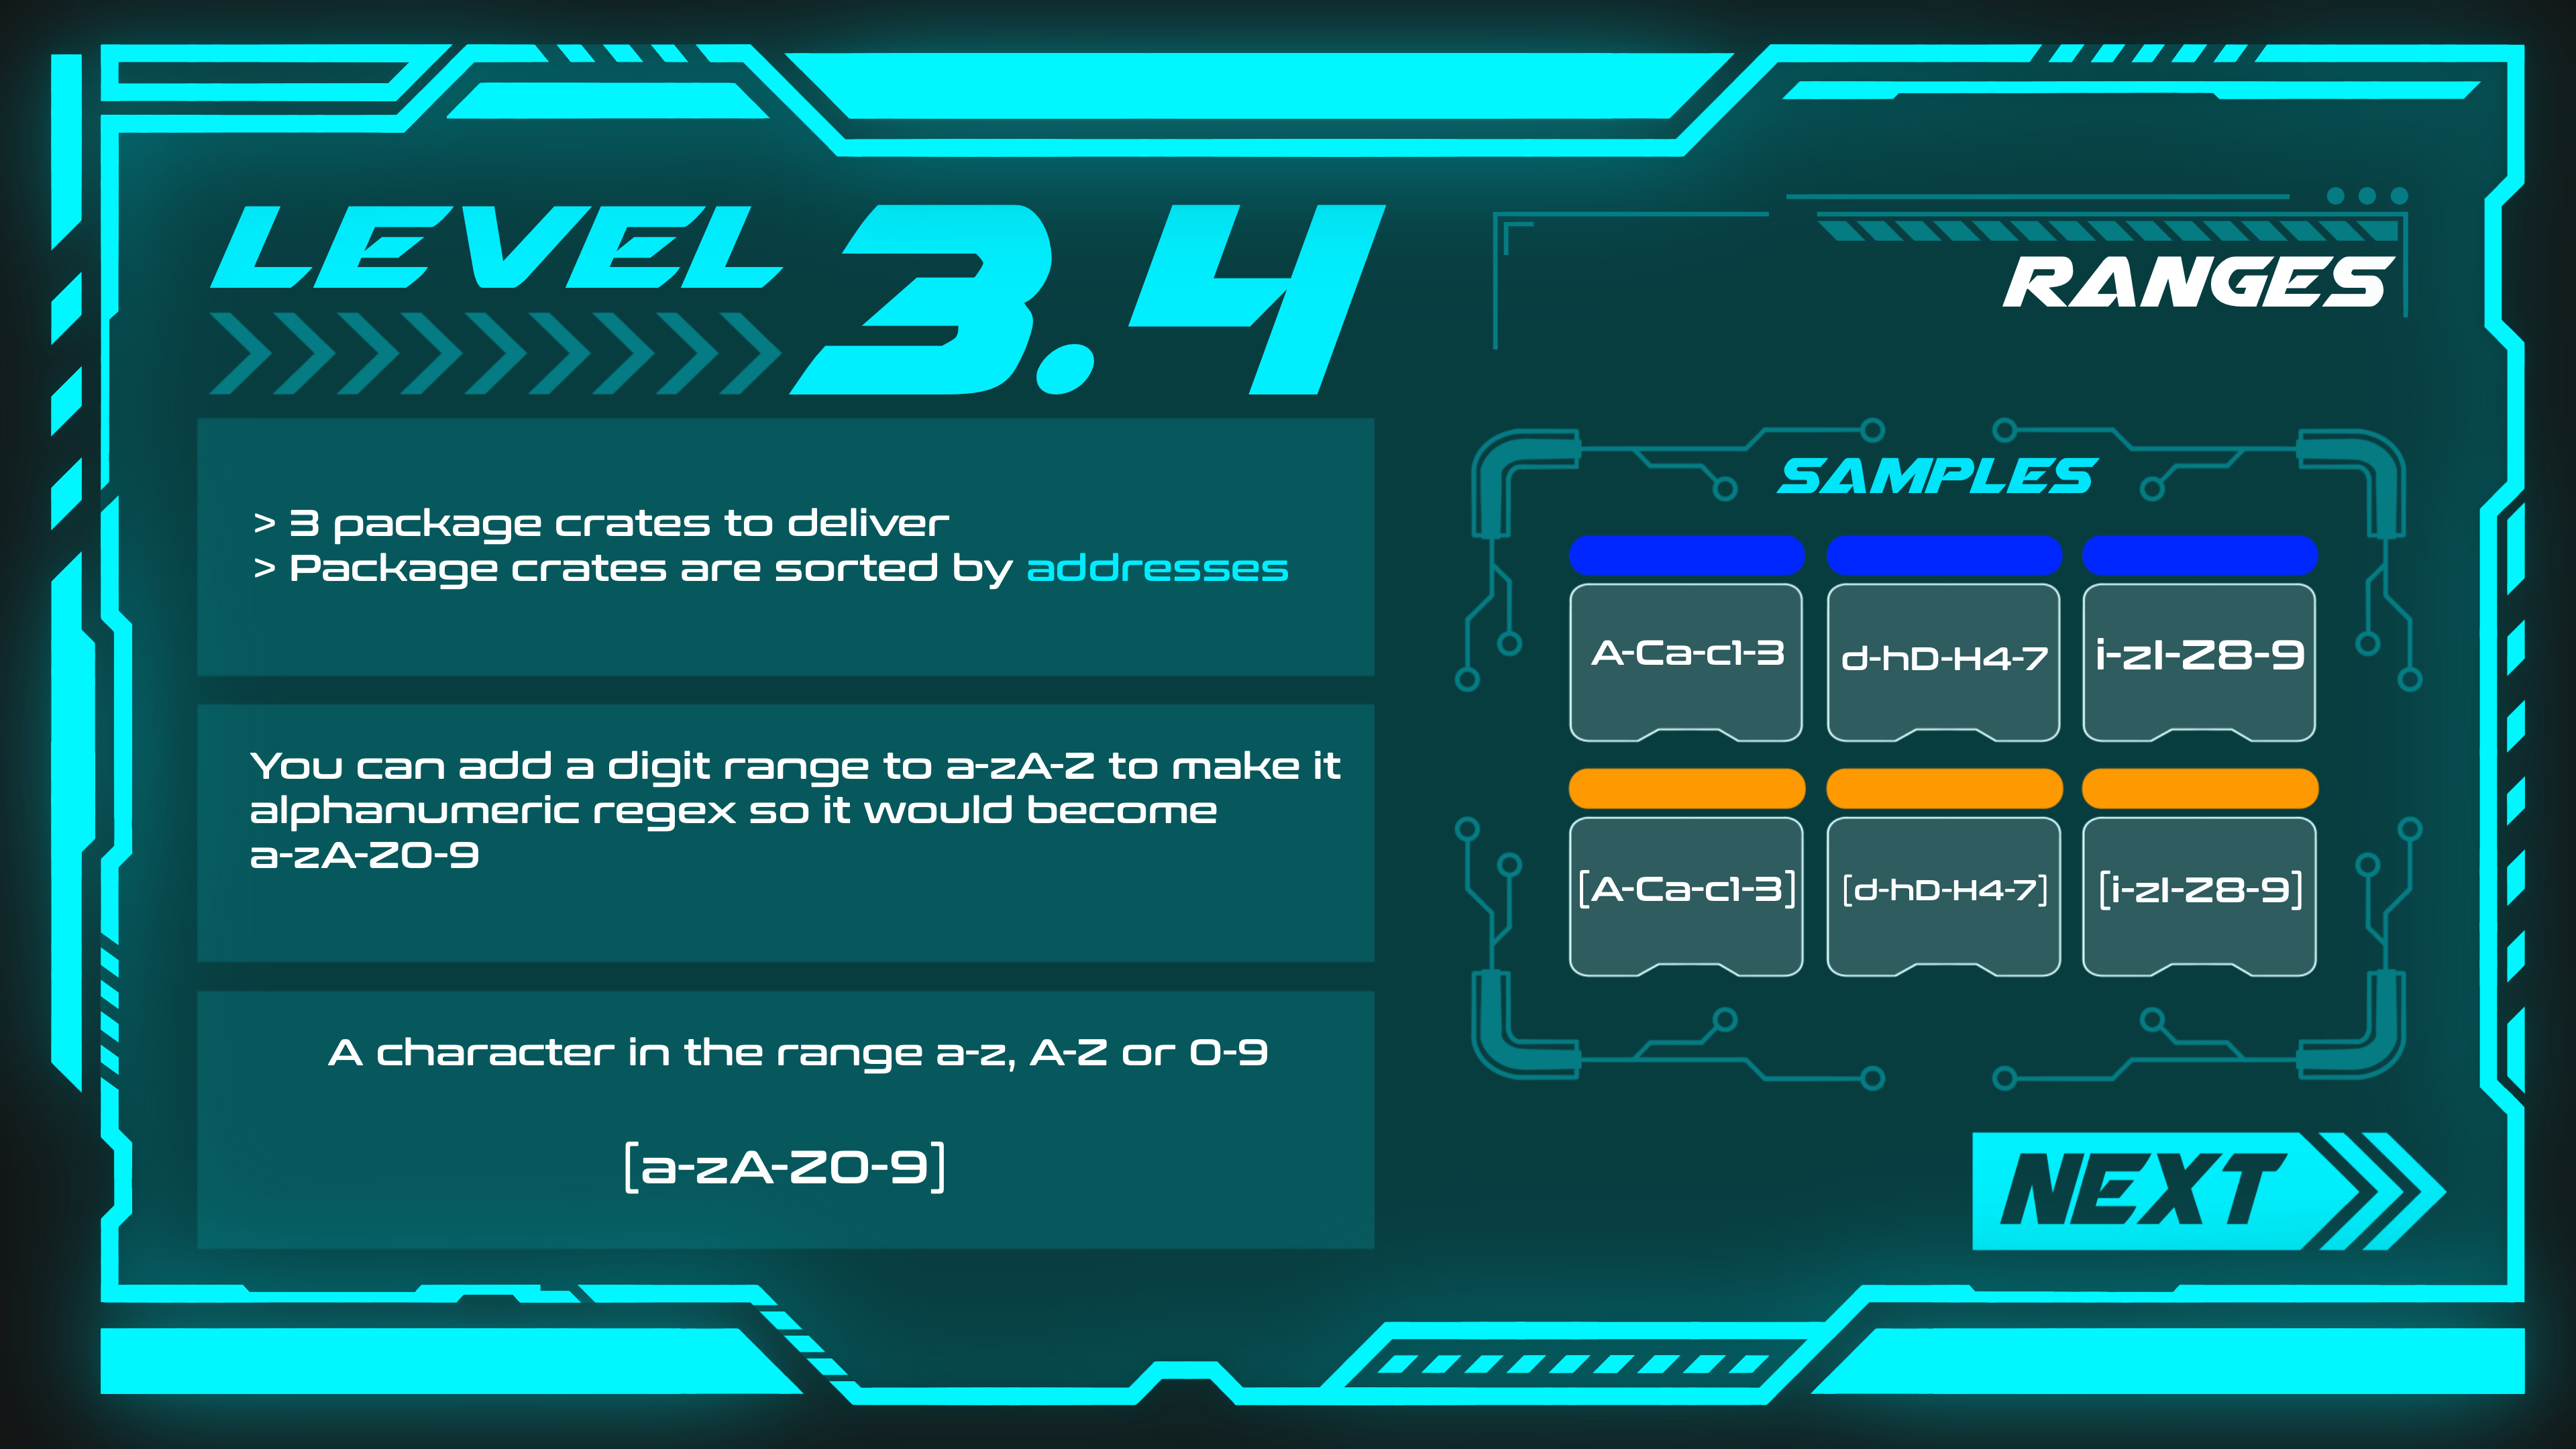 LEVEL 3.4
RANGES
> 3 package crates to deliver
> Package crates are sorted by addresses
You can add a digit range to a-zA-Z to make it
alphanumeric regex so it would become
a-zA-Z0-9
A character in the range a-z, A-Z or 0-9
[a-zA-Z0-9]
SAMPLES
A-Ca-c1-3 d-hD-H4-7 i-zI-Z8-9
[A-Ca-c1-3] [d-hD-H4-7] [i-zI-Z8-9]
NEXT